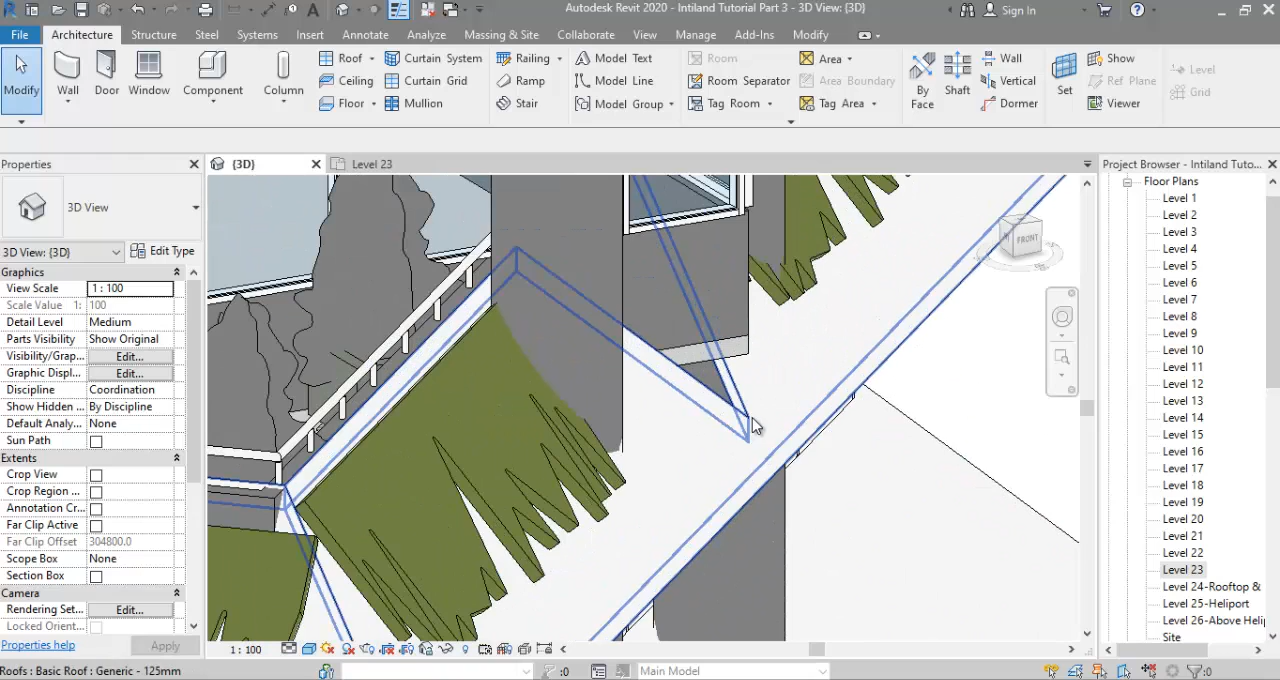 Autodesk Revit 2020 - Intiland Tutorial Part 3 - 3D View: {3D}
Sign In
File Architecture Structure Steel Systems Insert Annotate Analyze Massing & Site Collaborate View Manage Add-Ins Modify
Modify
Wall
Door
Window
Component
Column
Roof
Ceiling
Floor
Curtain System
Curtain Grid
Mullion
Railing
Ramp
Stair
Model Text
Model Line
Model Group
Room
Room Separator
Tag Room
Area
Area Boundary
Tag Area
By Face
Shaft
Wall
Vertical
Dormer
Set
Show
Ref Plane
Viewer
Level
Grid
Properties
{3D}
Level 23
Project Browser - Intiland Tuto...
3D View
3D View: {3D}
Edit Type
Graphics
View Scale 1 : 100
Scale Value 1: 100
Detail Level Medium
Parts Visibility Show Original
Visibility/Grap... Edit...
Graphic Displ... Edit...
Discipline Coordination
Show Hidden ... By Discipline
Default Analy... None
Sun Path
Extents
Crop View
Crop Region ...
Annotation Cr...
Far Clip Active
Far Clip Offset 304800.0
Scope Box None
Section Box
Camera
Rendering Set... Edit...
Locked Orient...
Properties help
Apply
FRONT
Floor Plans
Level 1
Level 2
Level 3
Level 4
Level 5
Level 6
Level 7
Level 8
Level 9
Level 10
Level 11
Level 12
Level 13
Level 14
Level 15
Level 16
Level 17
Level 18
Level 19
Level 20
Level 21
Level 22
Level 23
Level 24-Rooftop &
Level 25-Heliport
Level 26-Above Heli
Site
1 : 100
Roofs : Basic Roof : Generic - 125mm
:0
Main Model
:0